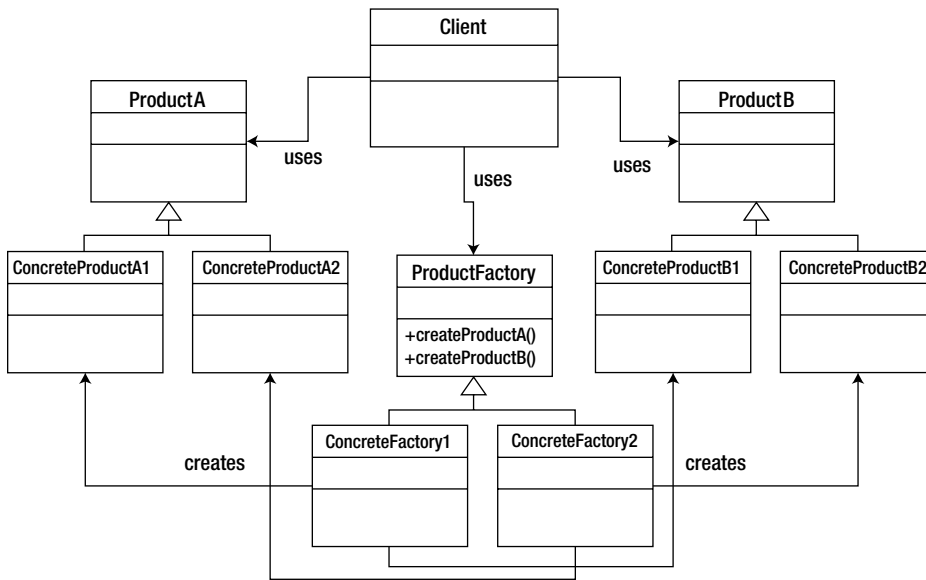 Client
ProductA
ProductB
uses
uses
uses
ConcreteProductA1
ConcreteProductA2
ProductFactory
ConcreteProductB1
ConcreteProductB2
+createProductA()
+createProductB()
ConcreteFactory1
ConcreteFactory2
creates
creates